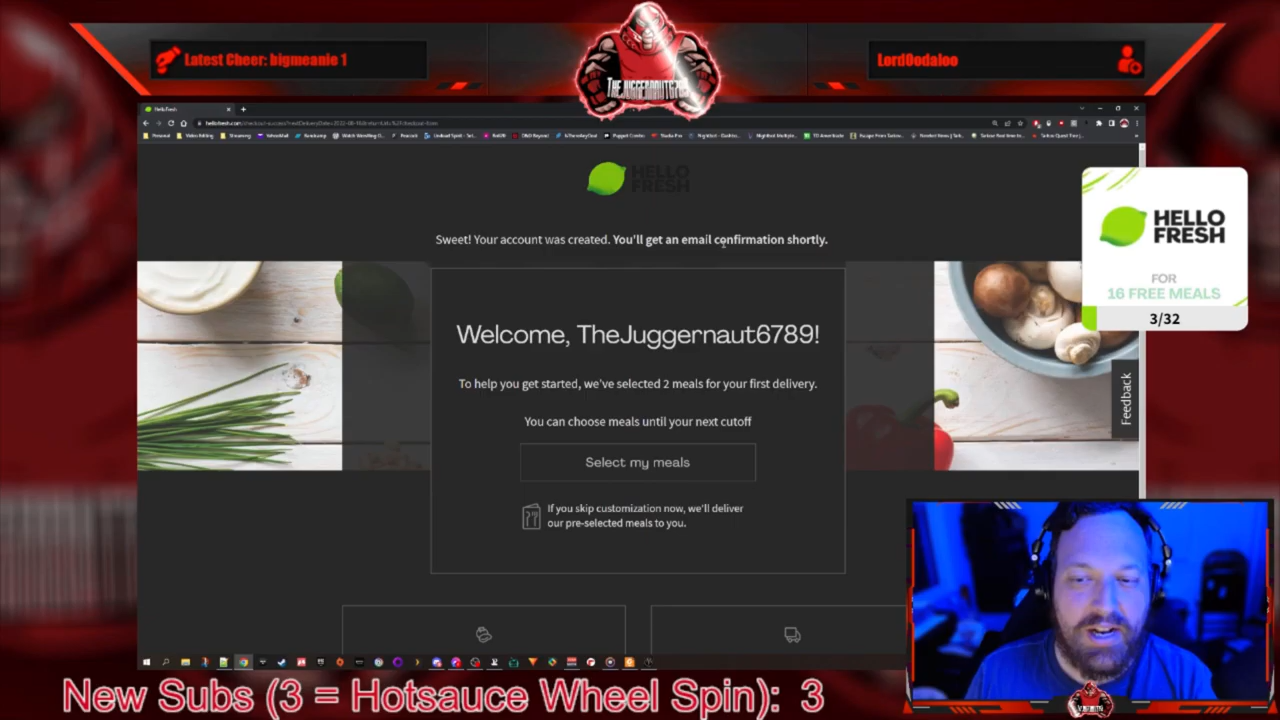 Latest Cheer: bigmeanie 1
THEJUGGERNAUT6789
LordOodaloo
HelloFresh
HELLO
FRESH
Sweet! Your account was created. You'll get an email confirmation shortly.
HELLO
FRESH
FOR
16 FREE MEALS
3/32
Welcome, TheJuggernaut6789!
To help you get started, we've selected 2 meals for your first delivery.
You can choose meals until your next cutoff
Select my meals
If you skip customization now, we'll deliver
our pre-selected meals to you.
Feedback
New Subs (3 = Hotsauce Wheel Spin): 3